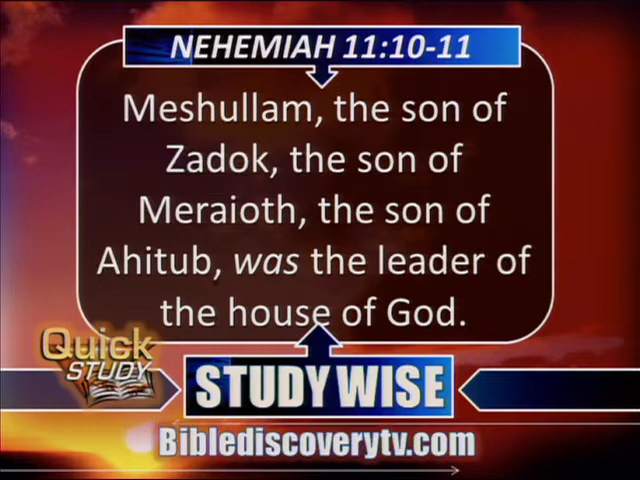 NEHEMIAH 11:10-11
Meshullam, the son of
Zadok, the son of
Meraioth, the son of
Ahitub, was the leader of
the house of God.
Quick
STUDY
STUDY WISE
Biblediscoverytv.com